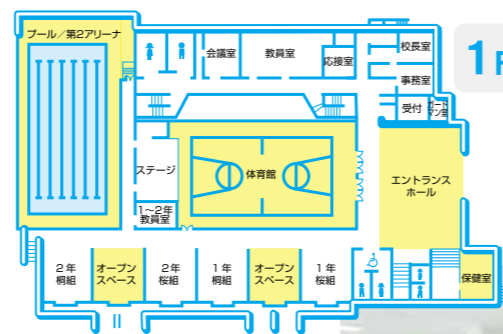 プール／第2アリーナ
会議室
教員室
応接室
校長室
事務室
受付
1F
ステージ
体育館
エントランス
ホール
1〜2年
教員室
2年
桐組
オープン
スペース
2年
桜組
1年
桐組
オープン
スペース
1年
桜組
保健室